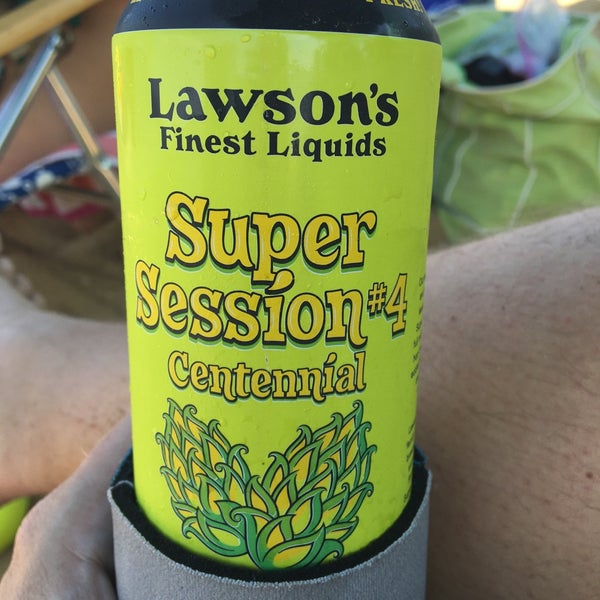 Lawson's
Finest Liquids
Super
Session #4
Centennial